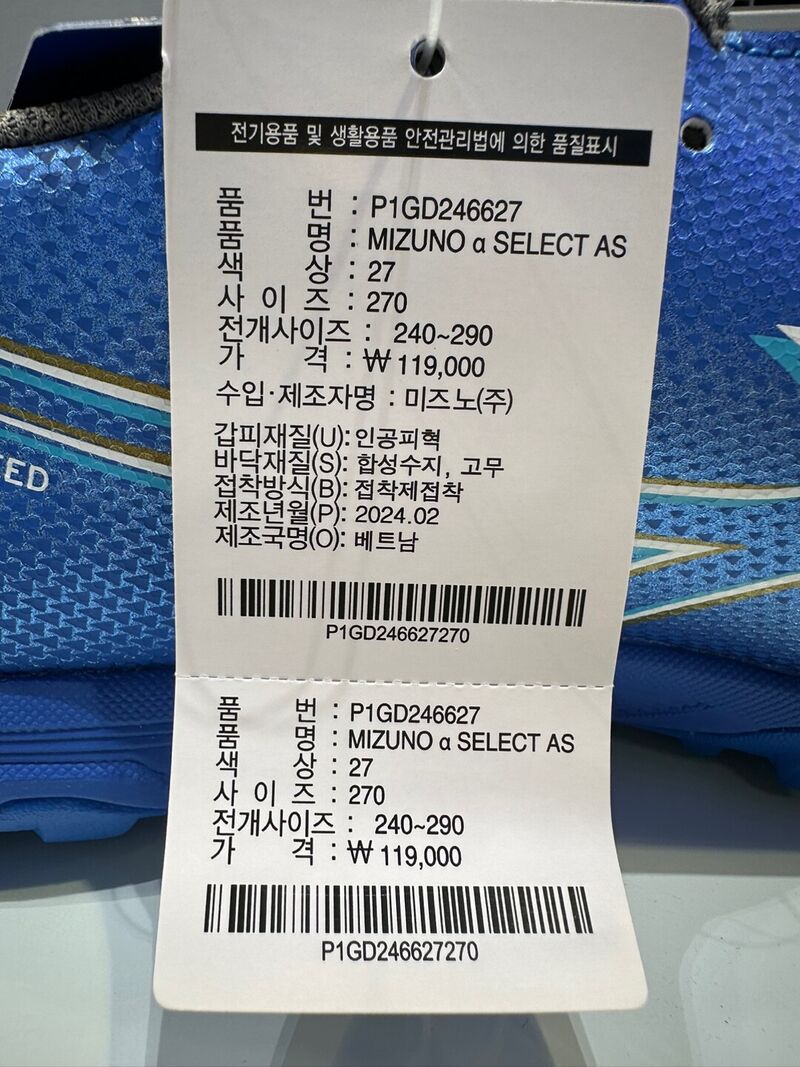 전기용품 및 생활용품 안전관리법에 의한 품질표시
품 번 : P1GD246627
품 명 : MIZUNO α SELECT AS
색 상 : 27
사 이 즈 : 270
전개사이즈 : 240~290
가 격 : ₩ 119,000
수입·제조자명 : 미즈노(주)
갑피재질(U): 인공피혁
바닥재질(S): 합성수지, 고무
접착방식(B): 접착제접착
제조년월(P): 2024.02
제조국명(O): 베트남
P1GD246627270
품 번 : P1GD246627
품 명 : MIZUNO α SELECT AS
색 상 : 27
사 이 즈 : 270
전개사이즈 : 240~290
가 격 : ₩ 119,000
P1GD246627270